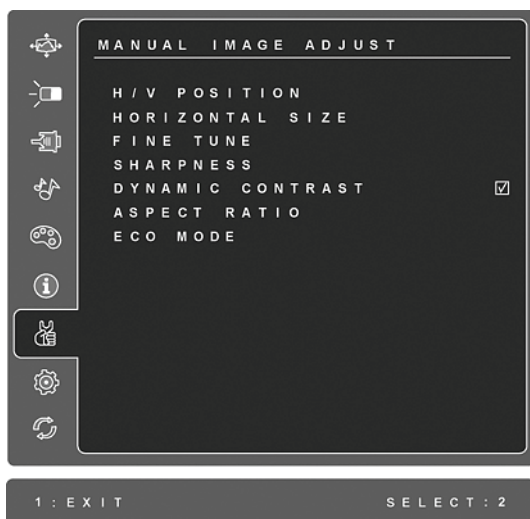 MANUAL IMAGE ADJUST
H/V POSITION
HORIZONTAL SIZE
FINE TUNE
SHARPNESS
DYNAMIC CONTRAST
ASPECT RATIO
ECO MODE
1:EXIT SELECT:2